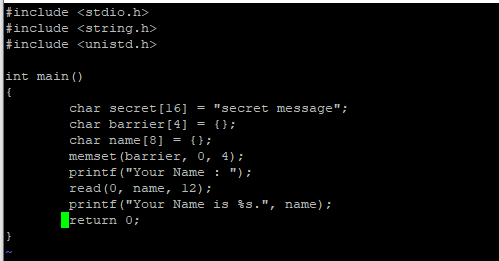 #include <stdio.h>
#include <string.h>
#include <unistd.h>
int main()
{
char secret[16] = "secret message";
char barrier[4] = {};
char name[8] = {};
memset(barrier, 0, 4);
printf("Your Name : ");
read(0, name, 12);
printf("Your Name is %s.", name);
return 0;
}
~